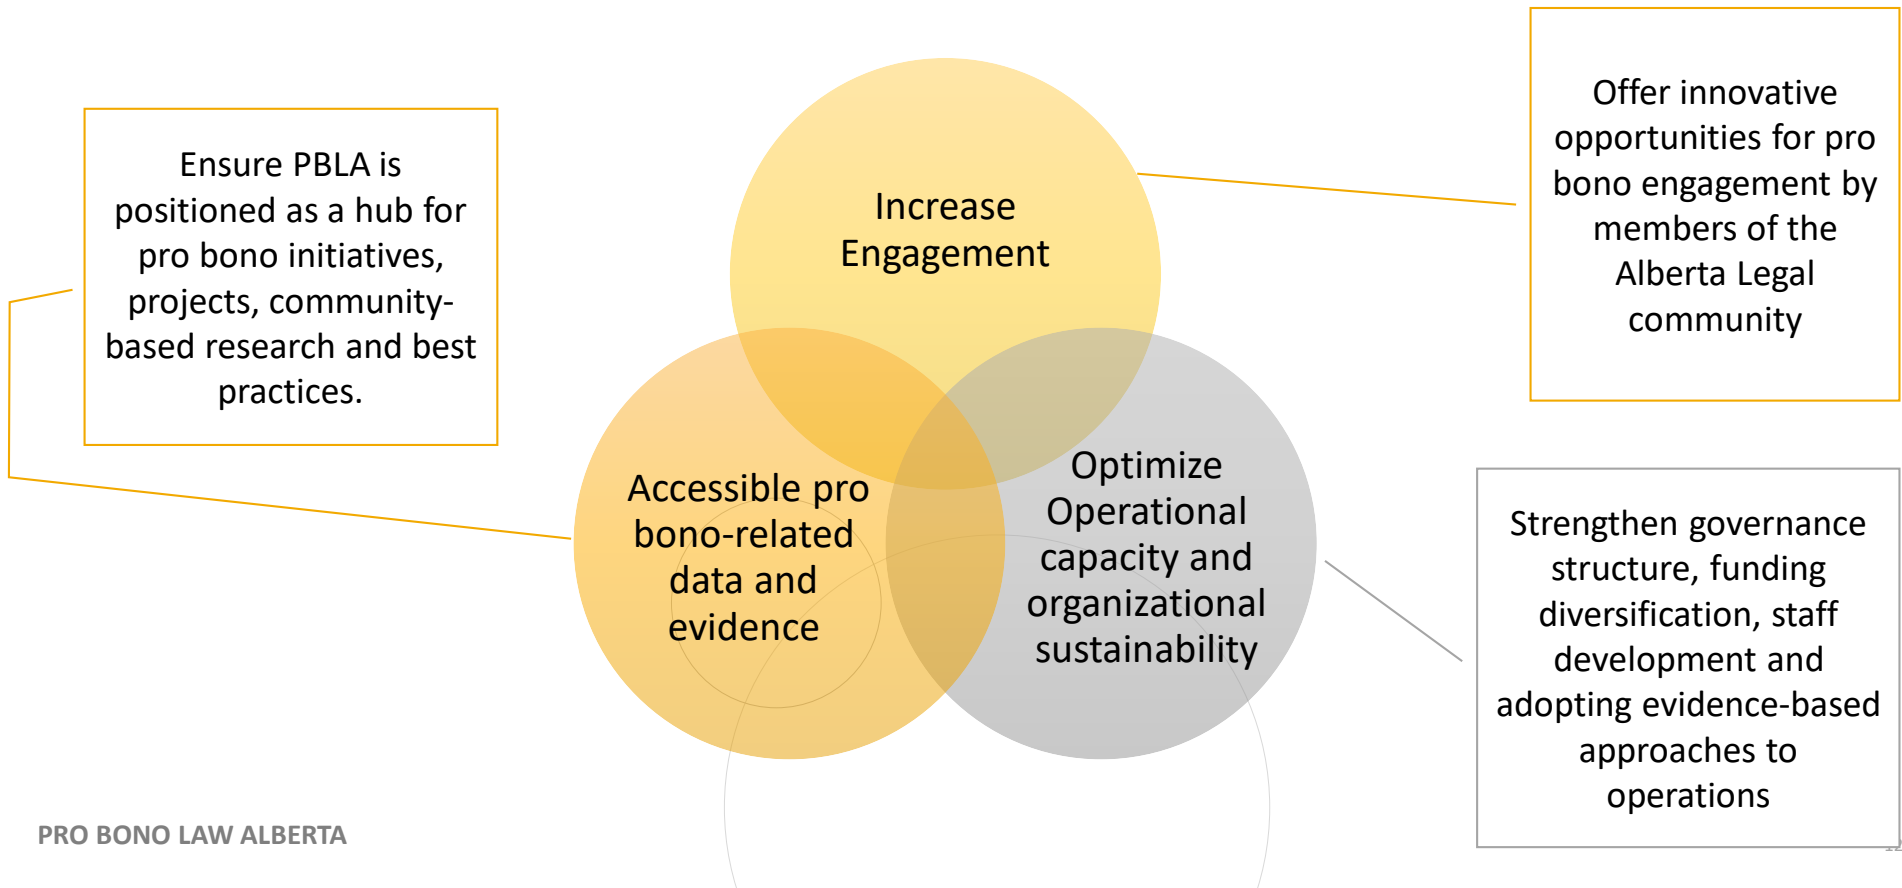 Ensure PBLA is
positioned as a hub for
pro bono initiatives,
projects, community-
based research and best
practices.
Increase
Engagement
Offer innovative
opportunities for pro
bono engagement by
members of the
Alberta Legal
community
Accessible pro
bono-related
data and
evidence
Optimize
Operational
capacity and
organizational
sustainability
Strengthen governance
structure, funding
diversification, staff
development and
adopting evidence-based
approaches to
operations
PRO BONO LAW ALBERTA
12